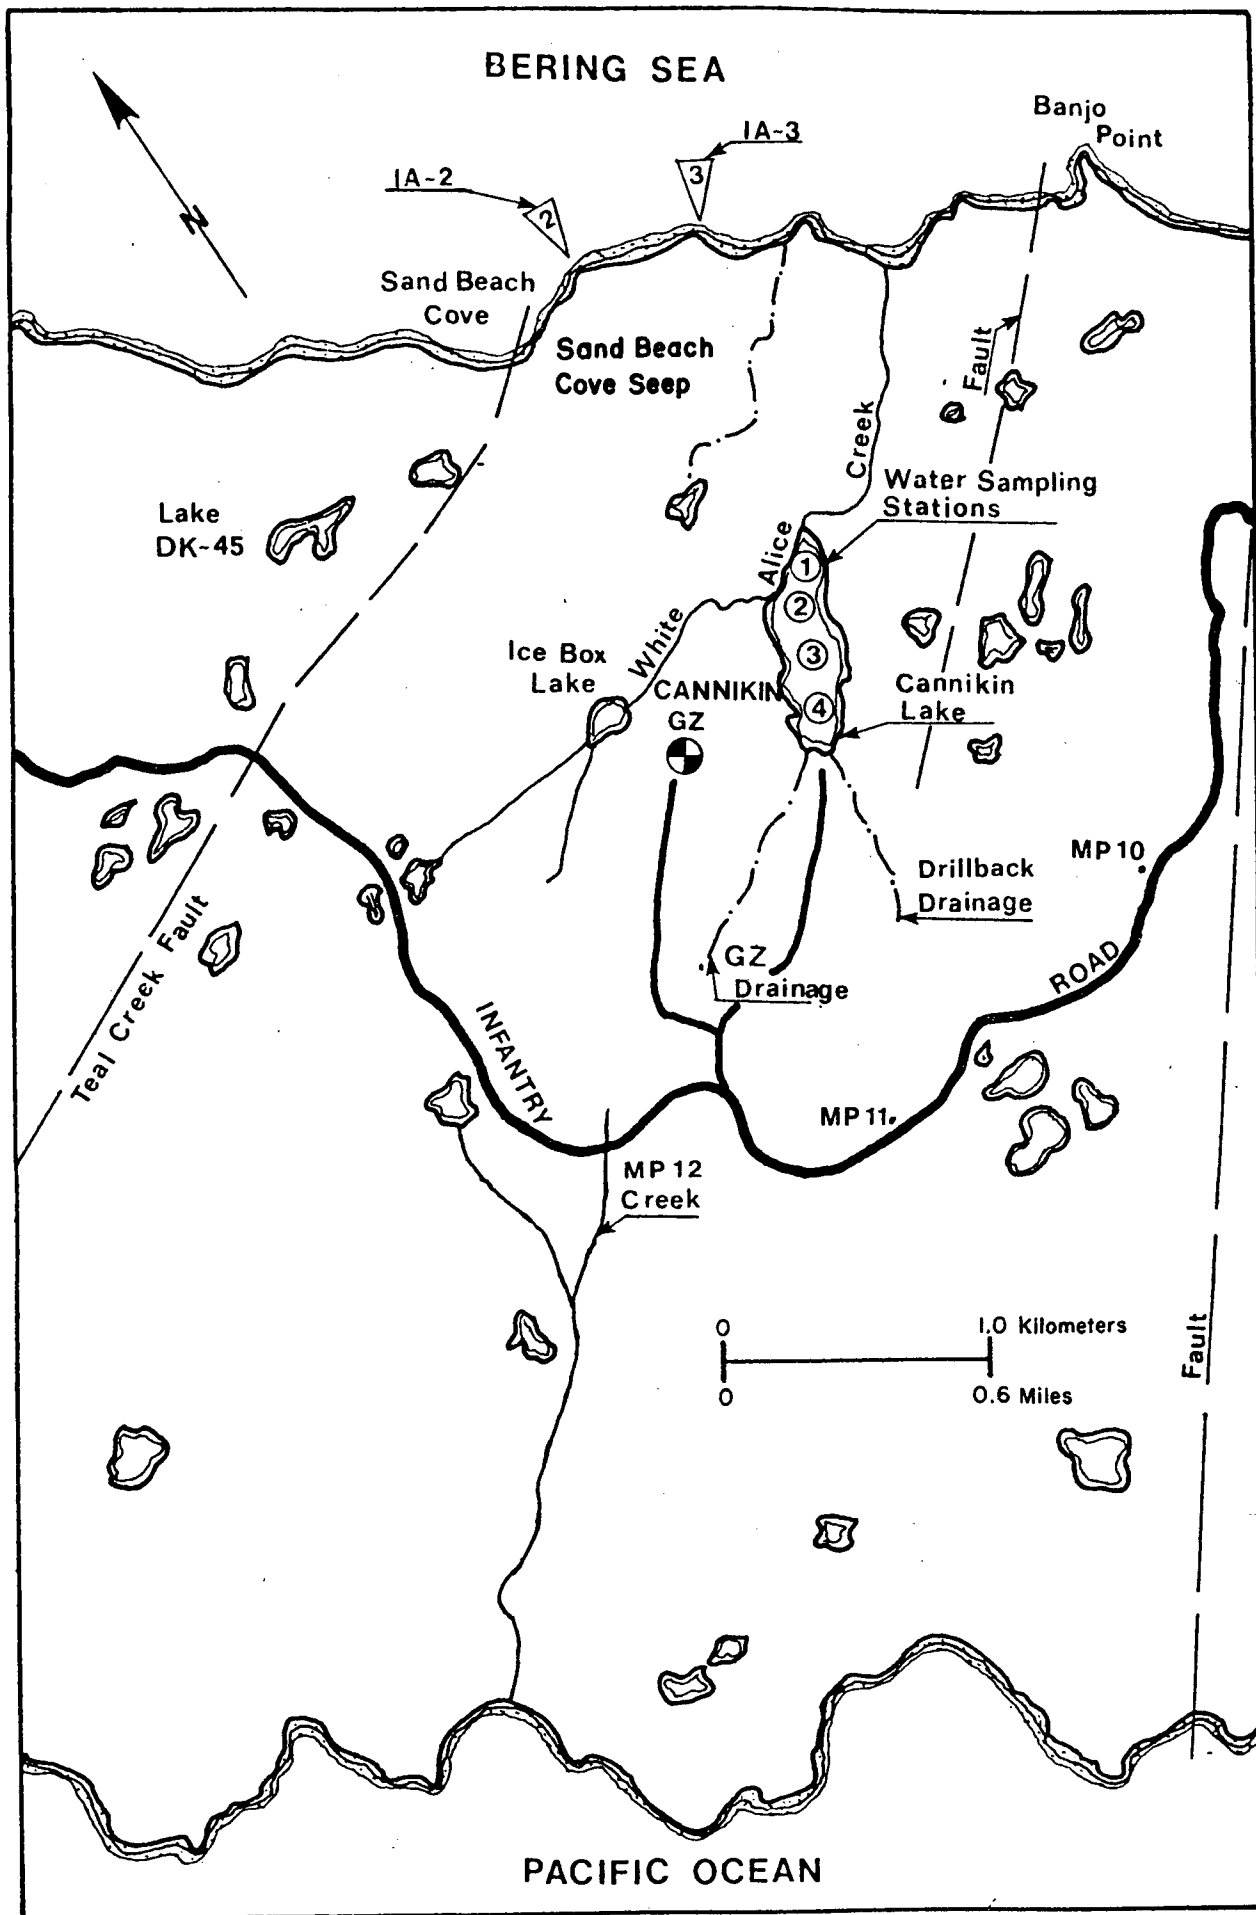 BERING SEA
Banjo
Point
IA-3
IA-2
3
2
N
Sand Beach
Cove
Sand Beach
Cove Seep
Fault
Creek
Water Sampling
Stations
Lake
DK-45
Alice
1
2
3
4
White
Ice Box
Lake
CANNIKIN
GZ
Cannikin
Lake
MP 10
Drillback
Drainage
GZ
Drainage
ROAD
Teal Creek Fault
INFANTRY
MP 11
MP 12
Creek
0 1.0 Kilometers
0 0.6 Miles
Fault
PACIFIC OCEAN